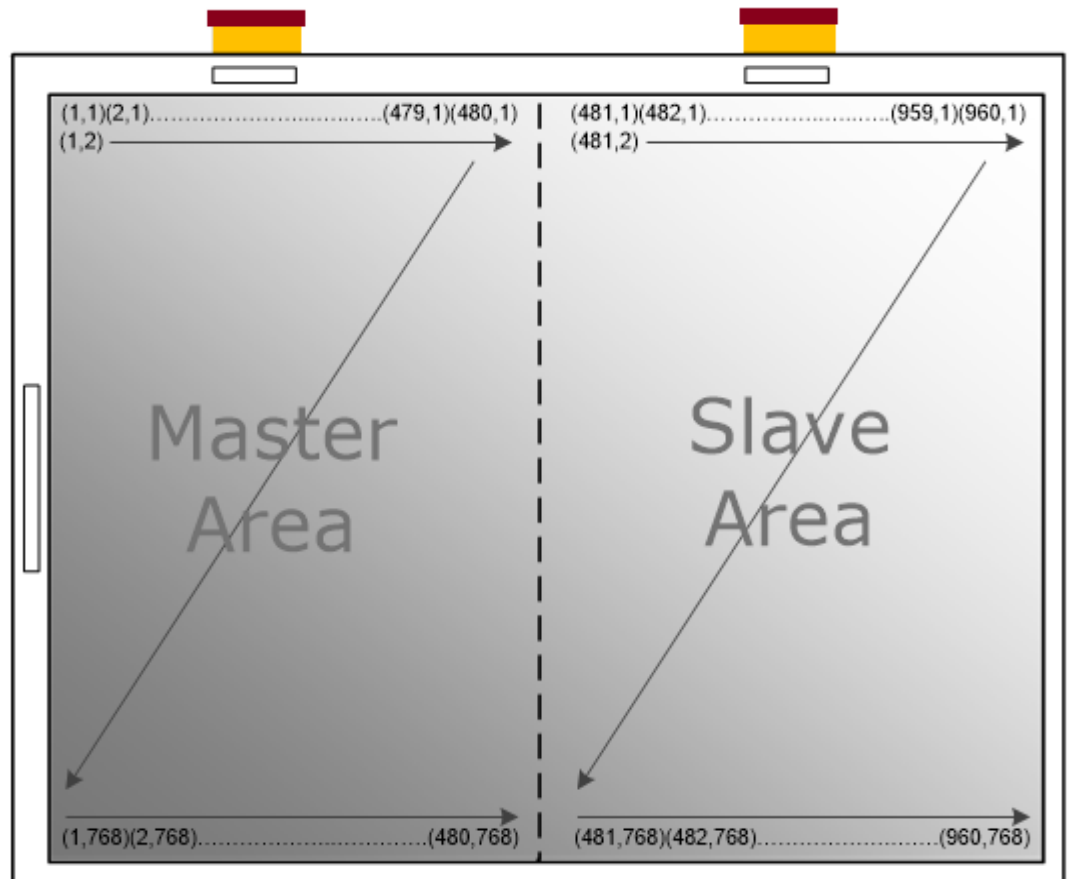 (1,1)(2,1)……………………………(479,1)(480,1)
(1,2)
(481,1)(482,1)……………………………(959,1)(960,1)
(481,2)
Master
Area
Slave
Area
(1,768)(2,768)……………………………(480,768)
(481,768)(482,768)……………………………(960,768)